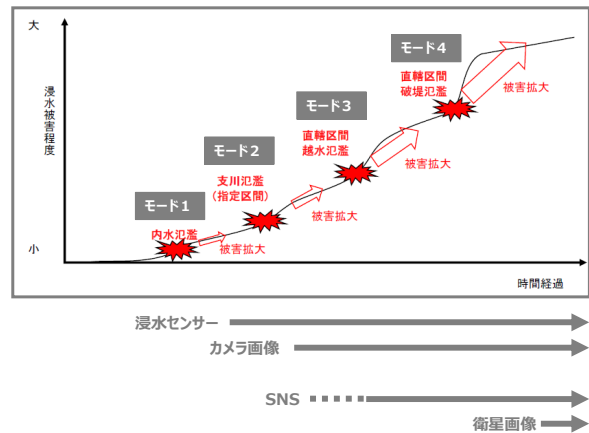 大
浸水被害程度
小
モード4
直轄区間
破堤氾濫
被害拡大
モード3
直轄区間
越水氾濫
被害拡大
モード2
支川氾濫
(指定区間)
被害拡大
モード1
内水氾濫
被害拡大
時間経過
浸水センサー
カメラ画像
SNS
衛星画像